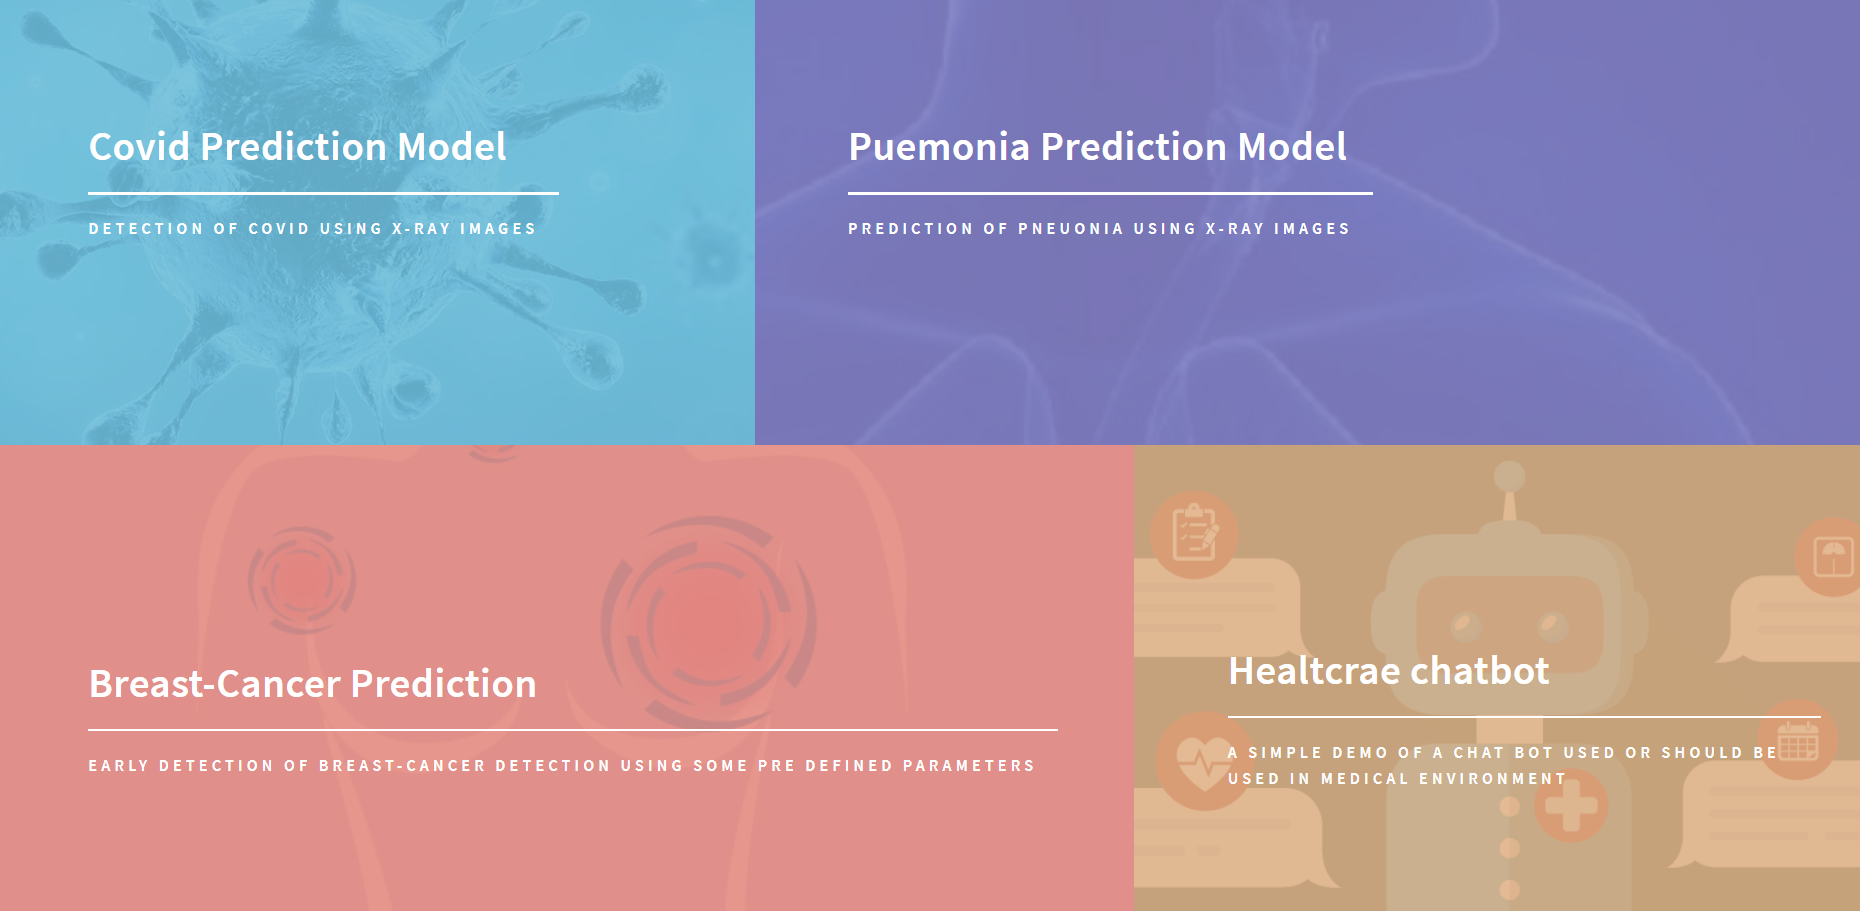 Covid Prediction Model
DETECTION OF COVID USING X-RAY IMAGES
Puemonia Prediction Model
PREDICTION OF PNEUONIA USING X-RAY IMAGES
Breast-Cancer Prediction
EARLY DETECTION OF BREAST-CANCER DETECTION USING SOME PRE DEFINED PARAMETERS
Healtcrae chatbot
A SIMPLE DEMO OF A CHAT BOT USED OR SHOULD BE
USED IN MEDICAL ENVIRONMENT